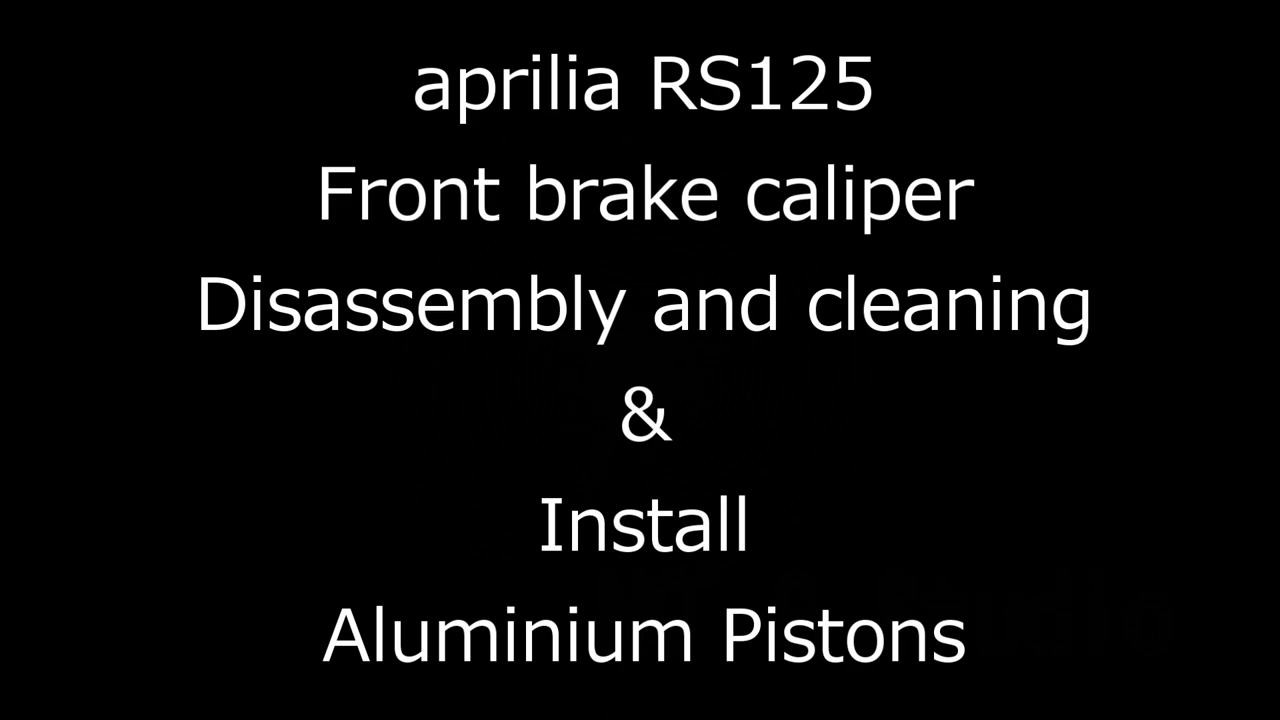 aprilia RS125
Front brake caliper
Disassembly and cleaning
&
Install
Aluminium Pistons